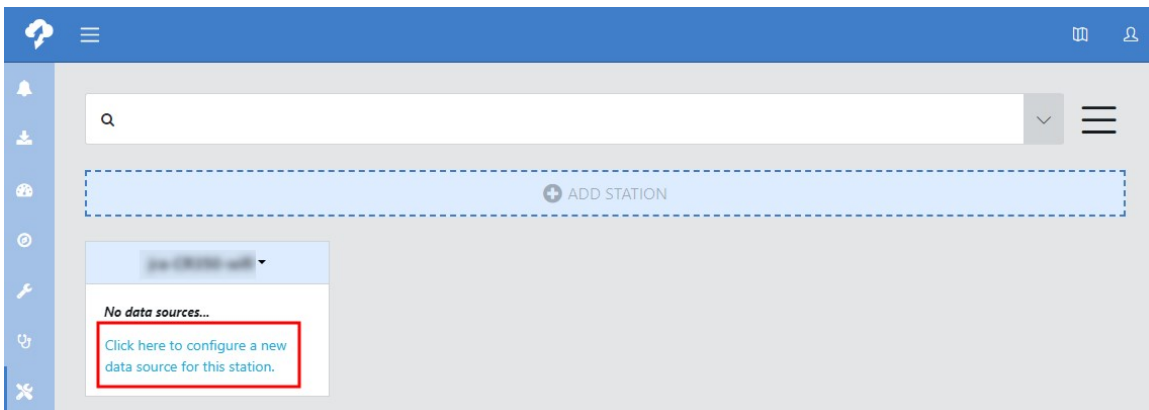 ADD STATION
No data sources...
Click here to configure a new
data source for this station.